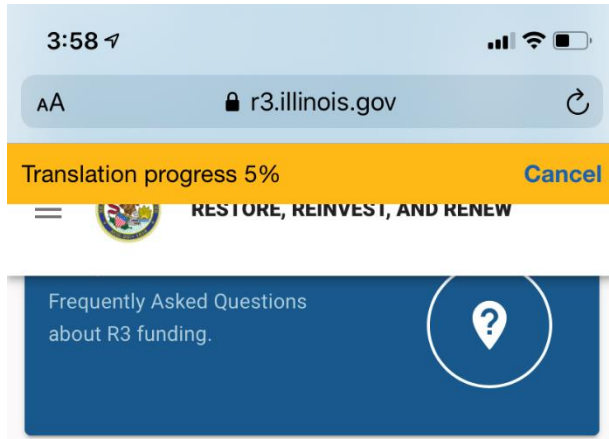 3:58
AA r3.illinois.gov
Translation progress 5% Cancel
RESTORE, REINVEST, AND RENEW
Frequently Asked Questions
about R3 funding.
?